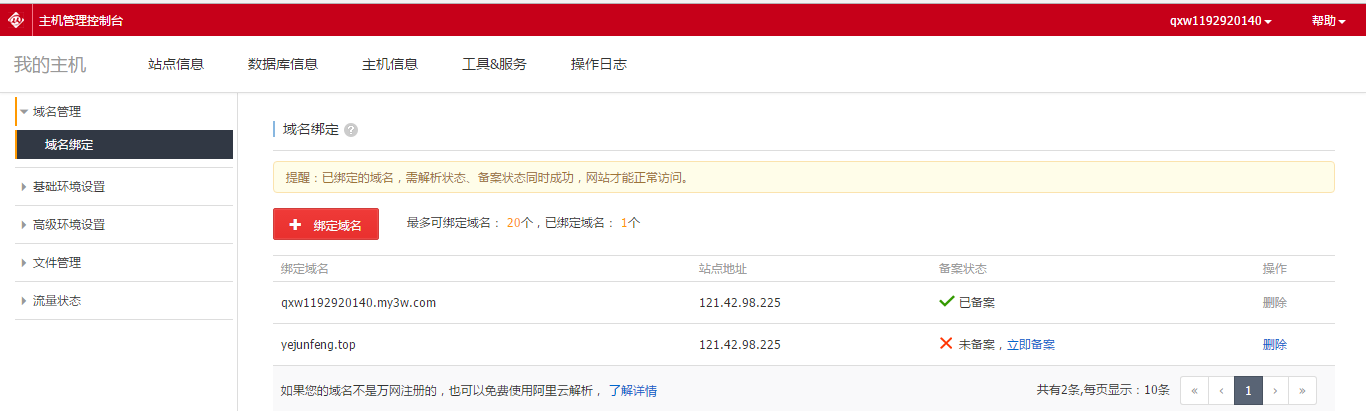 主机管理控制台 qxw1192920140 帮助
我的主机 站点信息 数据库信息 主机信息 工具&服务 操作日志
域名管理
域名绑定
基础环境设置
高级环境设置
文件管理
流量状态
域名绑定 ?
提醒：已绑定的域名，需解析状态、备案状态同时成功，网站才能正常访问。
+ 绑定域名 最多可绑定域名： 20个，已绑定域名： 1个
绑定域名 站点地址 备案状态 操作
qxw1192920140.my3w.com 121.42.98.225 已备案 删除
yejunfeng.top 121.42.98.225 未备案，立即备案 删除
如果您的域名不是万网注册的，也可以免费使用阿里云解析， 了解详情 共有2条,每页显示：10条 « ‹ 1 › »